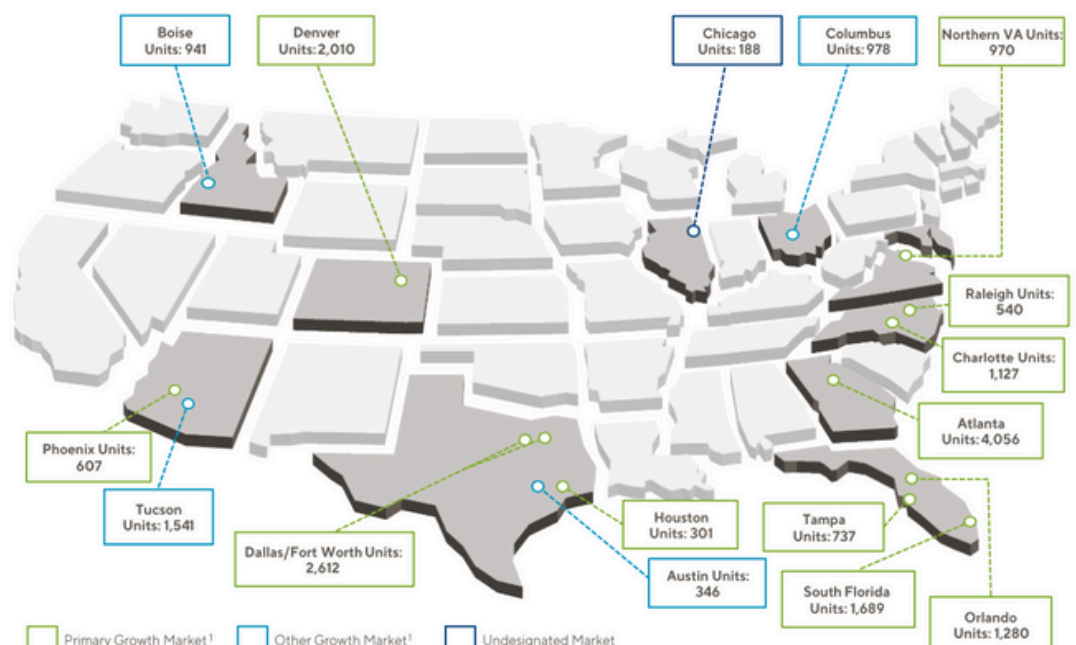 Boise
Units: 941
Denver
Units: 2,010
Chicago
Units: 188
Columbus
Units: 978
Northern VA Units:
970
Raleigh Units:
540
Charlotte Units:
1,127
Atlanta
Units: 4,056
Phoenix Units:
607
Tucson
Units: 1,541
Dallas/Fort Worth Units:
2,612
Houston
Units: 301
Austin Units:
346
Tampa
Units: 737
South Florida
Units: 1,689
Orlando
Units: 1,280
Primary Growth Market¹
Other Growth Market¹
Undesignated Market